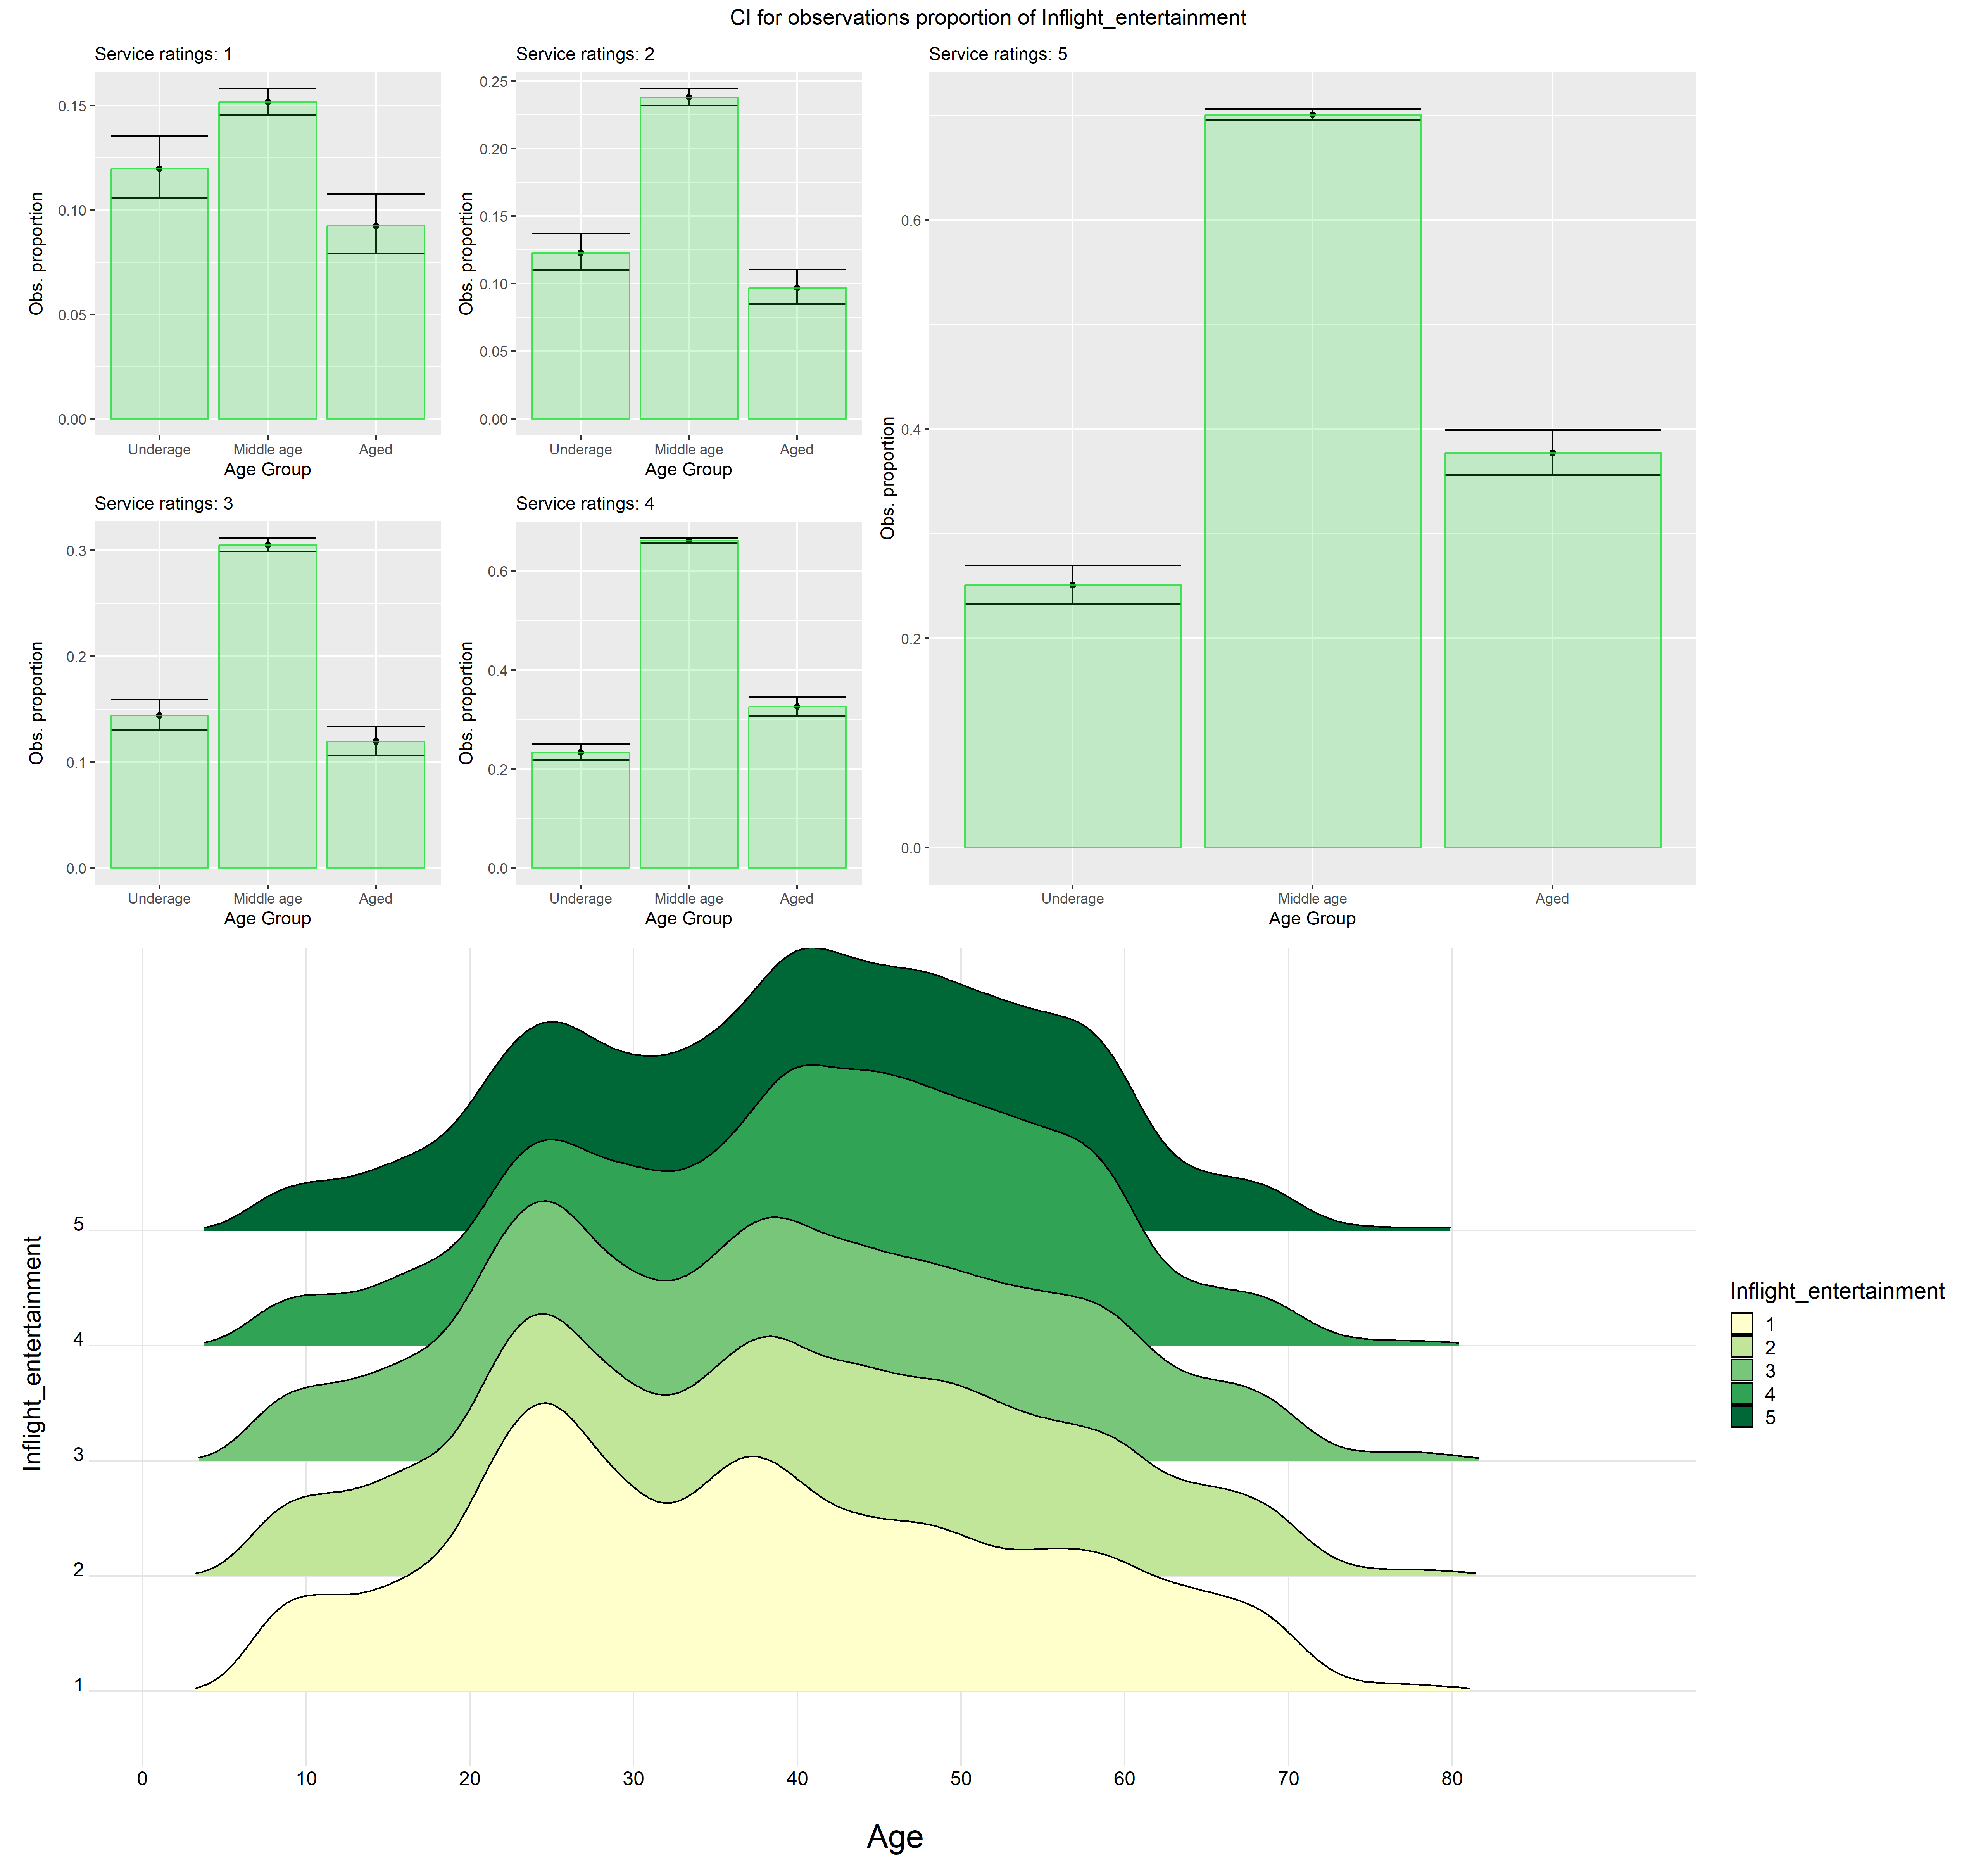 CI for observations proportion of Inflight_entertainment
Service ratings: 1
0.15
0.10
0.05
0.00
Obs. proportion
Underage Middle age Aged
Age Group
Service ratings: 2
0.25
0.20
0.15
0.10
0.05
0.00
Obs. proportion
Underage Middle age Aged
Age Group
Service ratings: 5
0.6
0.4
0.2
0.0
Obs. proportion
Underage Middle age Aged
Age Group
Service ratings: 3
0.3
0.2
0.1
0.0
Obs. proportion
Underage Middle age Aged
Age Group
Service ratings: 4
0.6
0.4
0.2
0.0
Obs. proportion
Underage Middle age Aged
Age Group
Inflight_entertainment
5
4
3
2
1
0 10 20 30 40 50 60 70 80
Age
Inflight_entertainment
1
2
3
4
5